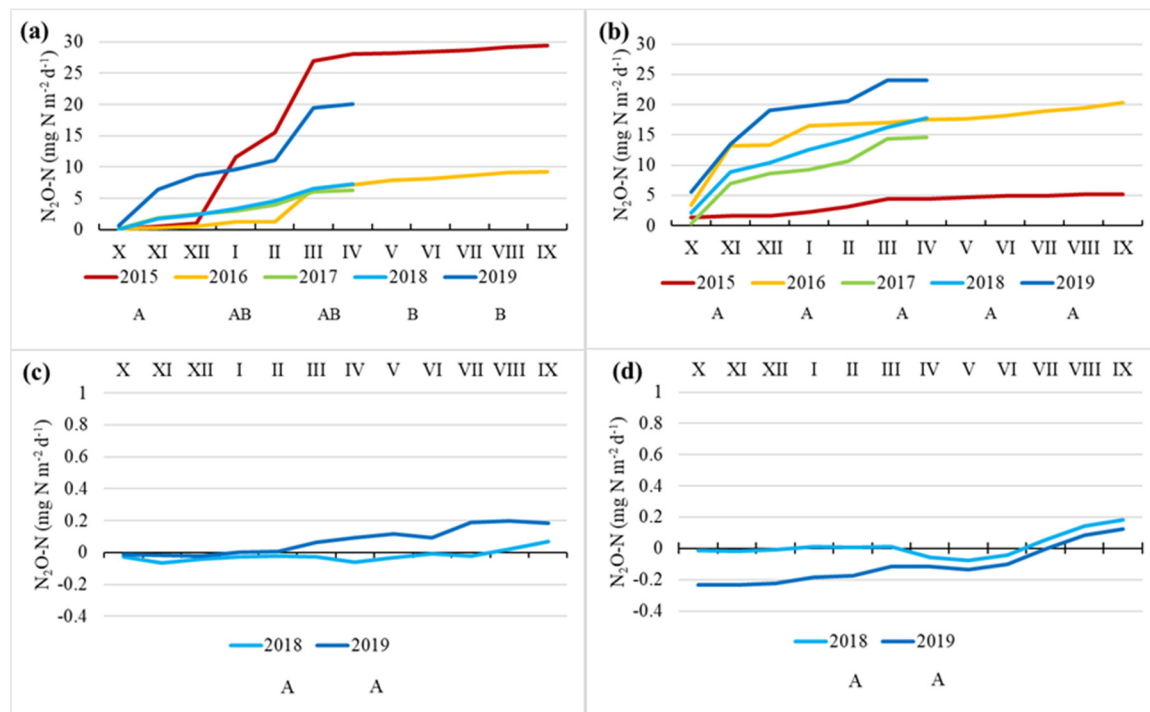 (a)
N₂O-N (mg N m⁻² d⁻¹)
30
25
20
15
10
5
0
X XI XII I II III IV V VI VII VIII IX
2015 2016 2017 2018 2019
A AB AB B B
(b)
N₂O-N (mg N m⁻² d⁻¹)
30
25
20
15
10
5
0
X XI XII I II III IV V VI VII VIII IX
2015 2016 2017 2018 2019
A A A A A
(c)
X XI XII I II III IV V VI VII VIII IX
N₂O-N (mg N m⁻² d⁻¹)
1
0.8
0.6
0.4
0.2
0
-0.2
-0.4
2018 2019
A A
(d)
X XI XII I II III IV V VI VII VIII IX
N₂O-N (mg N m⁻² d⁻¹)
1
0.8
0.6
0.4
0.2
0
-0.2
-0.4
2018 2019
A A